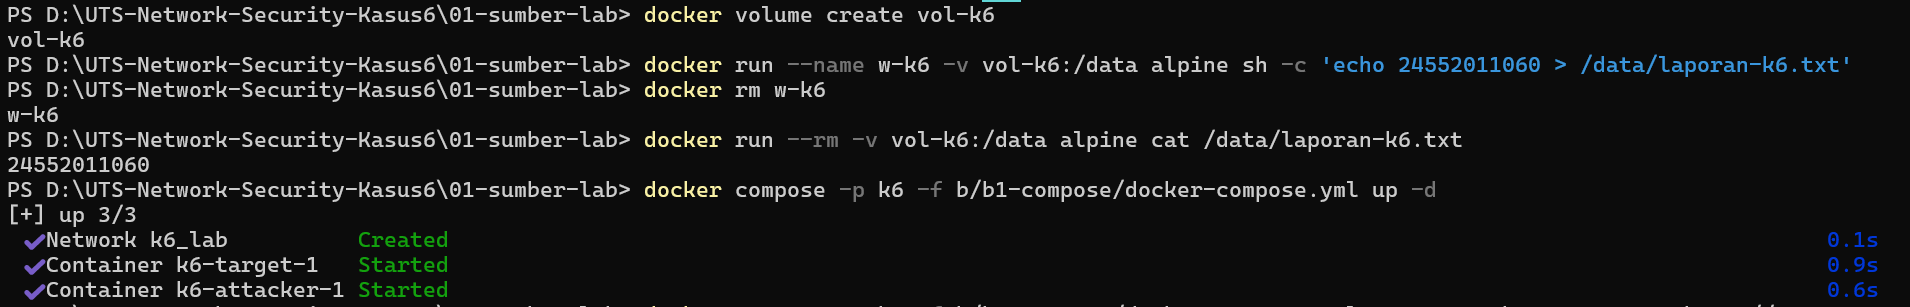 PS D:\UTS-Network-Security-Kasus6\01-sumber-lab> docker volume create vol-k6
vol-k6
PS D:\UTS-Network-Security-Kasus6\01-sumber-lab> docker run --name w-k6 -v vol-k6:/data alpine sh -c 'echo 24552011060 > /data/laporan-k6.txt'
PS D:\UTS-Network-Security-Kasus6\01-sumber-lab> docker rm w-k6
w-k6
PS D:\UTS-Network-Security-Kasus6\01-sumber-lab> docker run --rm -v vol-k6:/data alpine cat /data/laporan-k6.txt
24552011060
PS D:\UTS-Network-Security-Kasus6\01-sumber-lab> docker compose -p k6 -f b/b1-compose/docker-compose.yml up -d
[+] up 3/3
✔Network k6_lab Created 0.1s
✔Container k6-target-1 Started 0.9s
✔Container k6-attacker-1 Started 0.6s